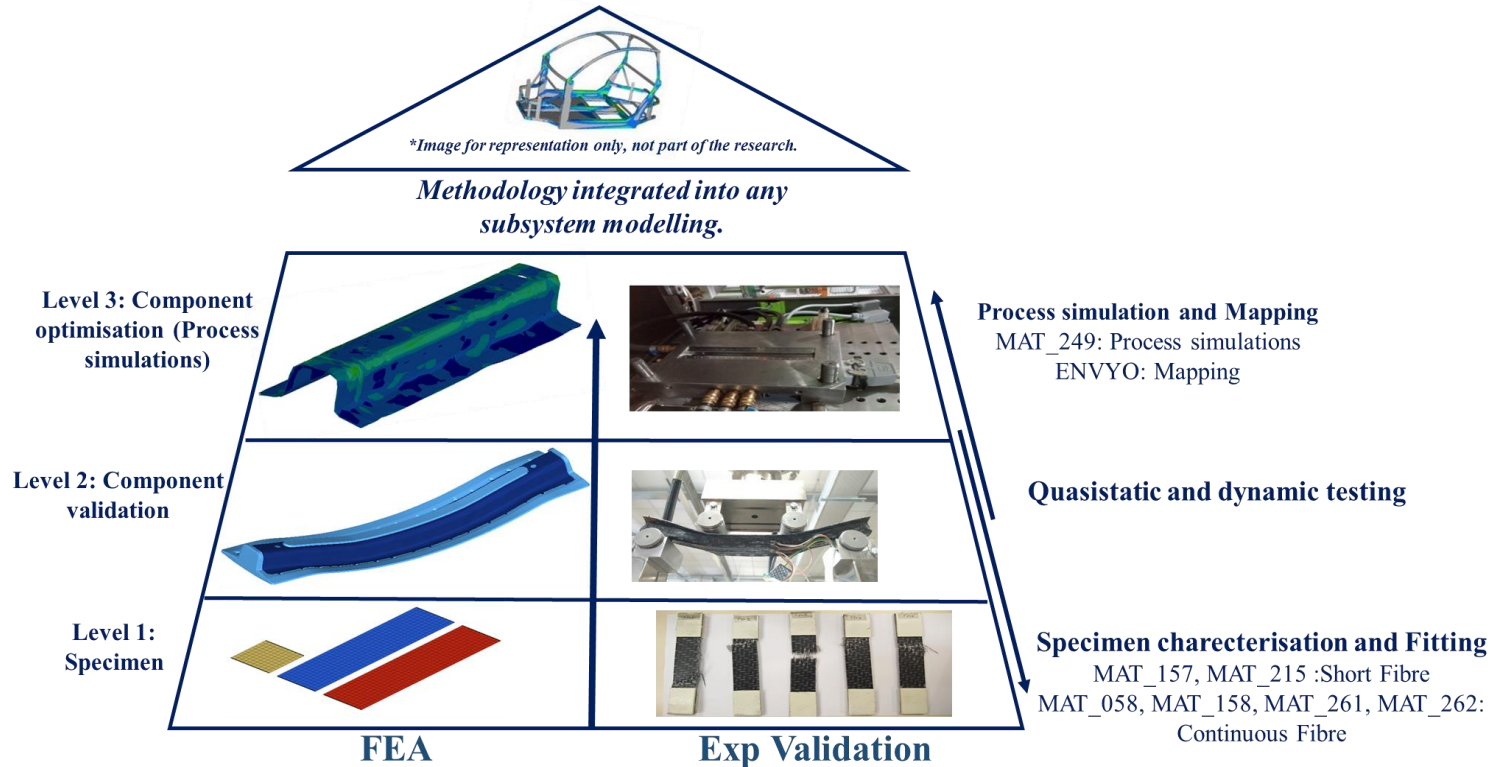 *Image for representation only, not part of the research.
Methodology integrated into any
subsystem modelling.
Level 3: Component
optimisation (Process
simulations)
Process simulation and Mapping
MAT_249: Process simulations
ENVYO: Mapping
Level 2: Component
validation
Quasistatic and dynamic testing
Level 1:
Specimen
Specimen charecterisation and Fitting
MAT_157, MAT_215 :Short Fibre
MAT_058, MAT_158, MAT_261, MAT_262:
Continuous Fibre
FEA
Exp Validation